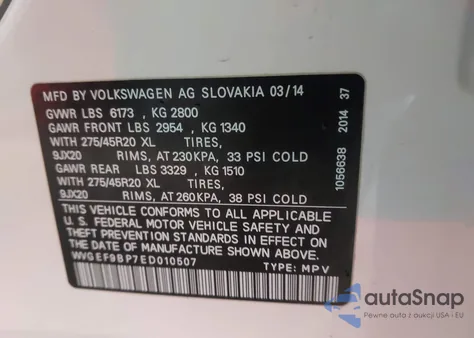 MFD BY VOLKSWAGEN AG SLOVAKIA 03/14
GVWR LBS 6173 , KG 2800
GAWR FRONT LBS 2954 , KG 1340
WITH 275/45R20 XL TIRES,
9JX20 RIMS, AT 230KPA, 33 PSI COLD
GAWR REAR LBS 3329 , KG 1510
WITH 275/45R20 XL TIRES,
9JX20 RIMS, AT 260KPA, 38 PSI COLD
THIS VEHICLE CONFORMS TO ALL APPLICABLE
U. S. FEDERAL MOTOR VEHICLE SAFETY AND
THEFT PREVENTION STANDARDS IN EFFECT ON
THE DATE OF MANUFACTURE SHOWN ABOVE.
WVGEF9BP7ED010507 TYPE: MPV
1056638 2014 37
autoSnap
Pewne auta z aukcji USA i EU